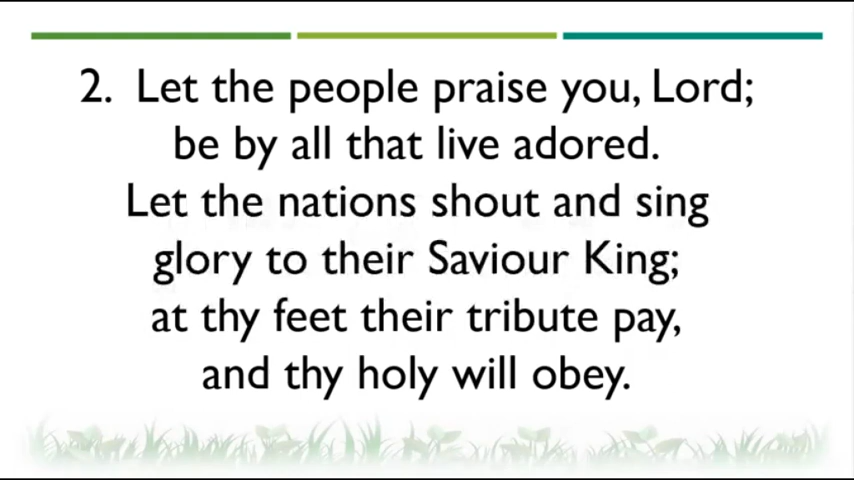 2. Let the people praise you, Lord;
be by all that live adored.
Let the nations shout and sing
glory to their Saviour King;
at thy feet their tribute pay,
and thy holy will obey.